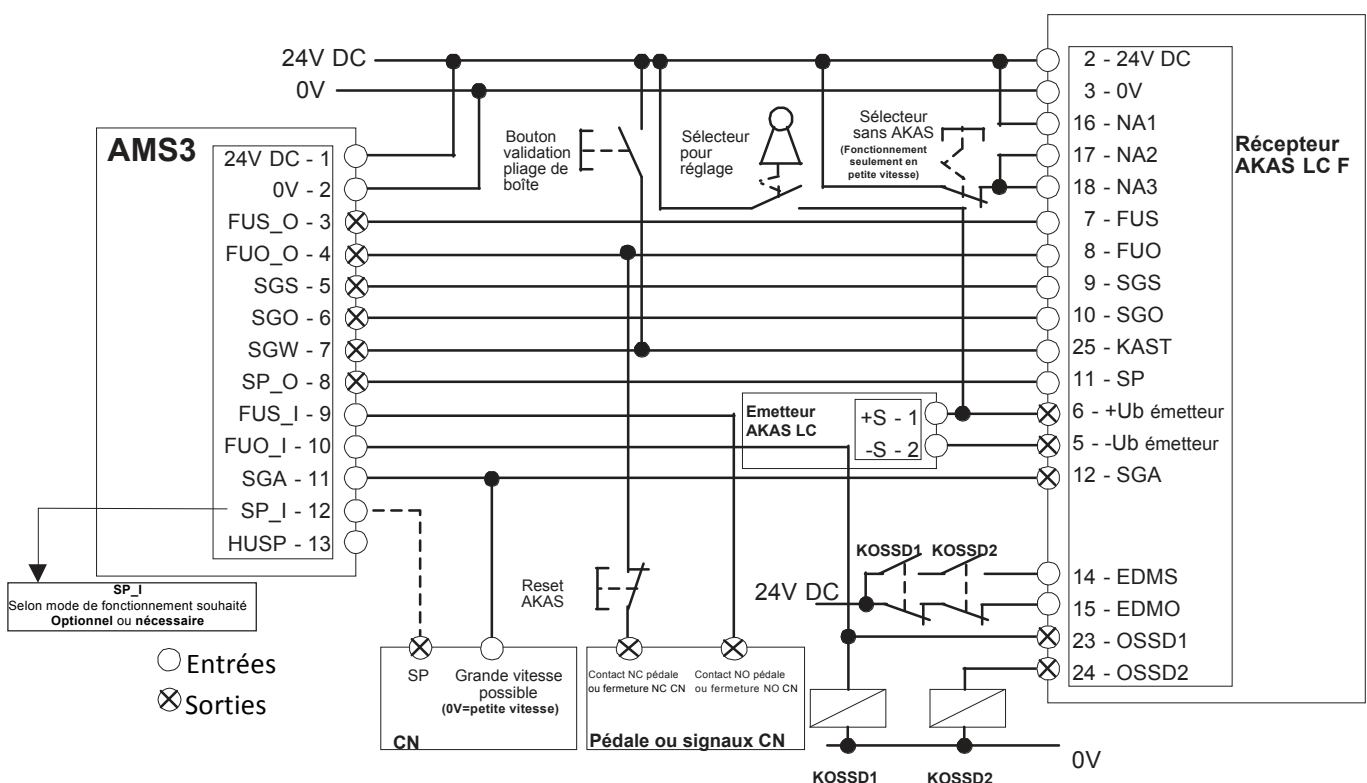 24V DC
0V
AMS3
24V DC - 1
0V - 2
FUS_O - 3
FUO_O - 4
SGS - 5
SGO - 6
SGW - 7
SP_O - 8
FUS_I - 9
FUO_I - 10
SGA - 11
SP_I - 12
HUSP - 13
Bouton
validation
pliage de
boîte
Sélecteur
pour
réglage
Sélecteur
sans AKAS
(Fonctionnement
seulement en
petite vitesse)
2 - 24V DC
3 - 0V
16 - NA1
17 - NA2
18 - NA3
7 - FUS
8 - FUO
9 - SGS
10 - SGO
25 - KAST
11 - SP
6 - +Ub émetteur
5 - -Ub émetteur
12 - SGA
14 - EDMS
15 - EDMO
23 - OSSD1
24 - OSSD2
Récepteur
AKAS LC F
Emetteur
AKAS LC
+S - 1
-S - 2
KOSSD1 KOSSD2
24V DC
Reset
AKAS
SP_I
Selon mode de fonctionnement souhaité
Optionnel ou nécessaire
Entrées
Sorties
SP
Grande vitesse
possible
(0V=petite vitesse)
CN
Contact NC pédale
ou fermeture NC CN
Contact NO pédale
ou fermeture NO CN
Pédale ou signaux CN
0V
KOSSD1
KOSSD2